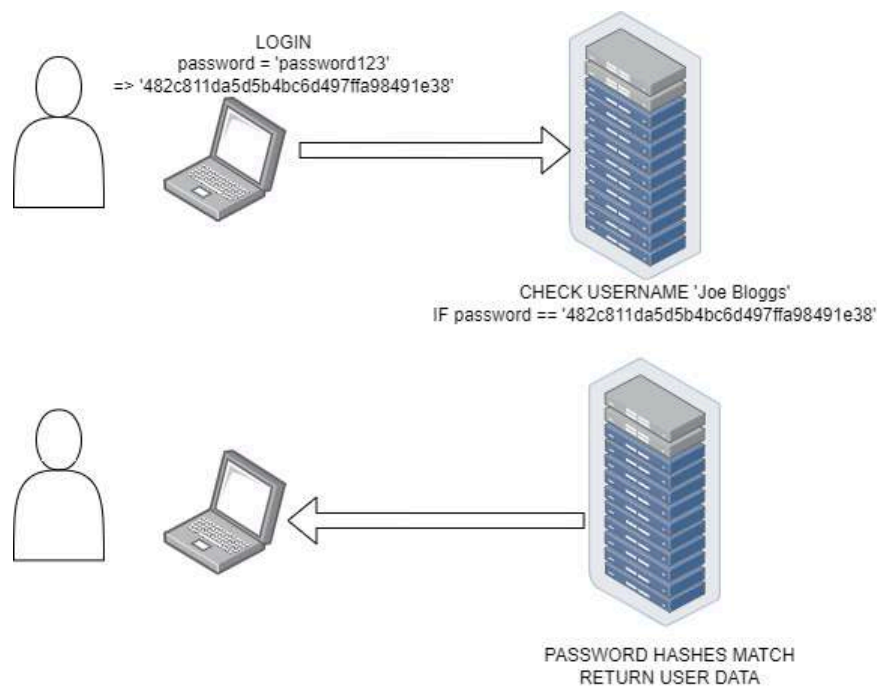 LOGIN
password = 'password123'
=> '482c811da5d5b4bc6d497ffa98491e38'
CHECK USERNAME 'Joe Bloggs'
IF password == '482c811da5d5b4bc6d497ffa98491e38'
PASSWORD HASHES MATCH
RETURN USER DATA